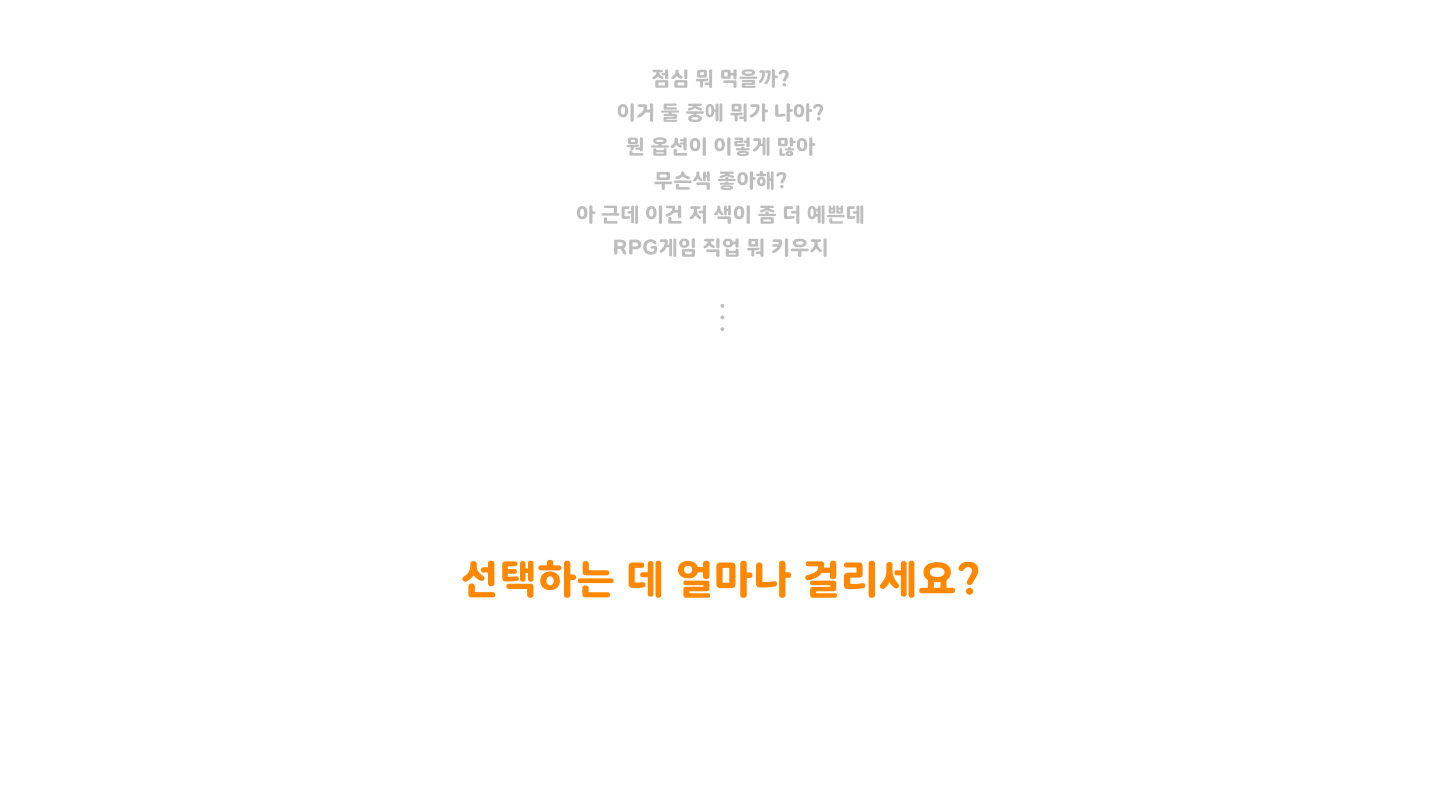 점심 뭐 먹을까?
이거 둘 중에 뭐가 나아?
뭔 옵션이 이렇게 많아
무슨색 좋아해?
아 근데 이건 저 색이 좀 더 예쁜데
RPG게임 직업 뭐 키우지
⋮
선택하는 데 얼마나 걸리세요?